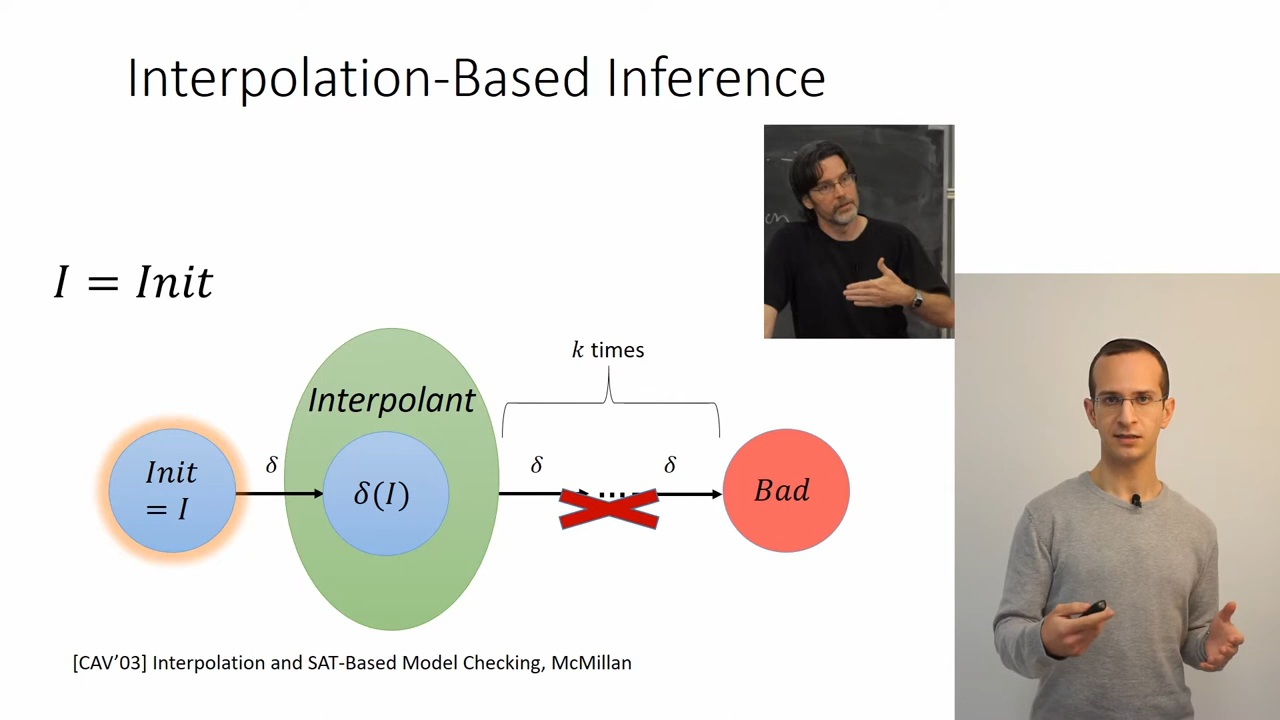 Interpolation-Based Inference
I = Init
k times
Interpolant
δ
δ
δ
Init
= I
δ(I)
...
Bad
[CAV’03] Interpolation and SAT-Based Model Checking, McMillan